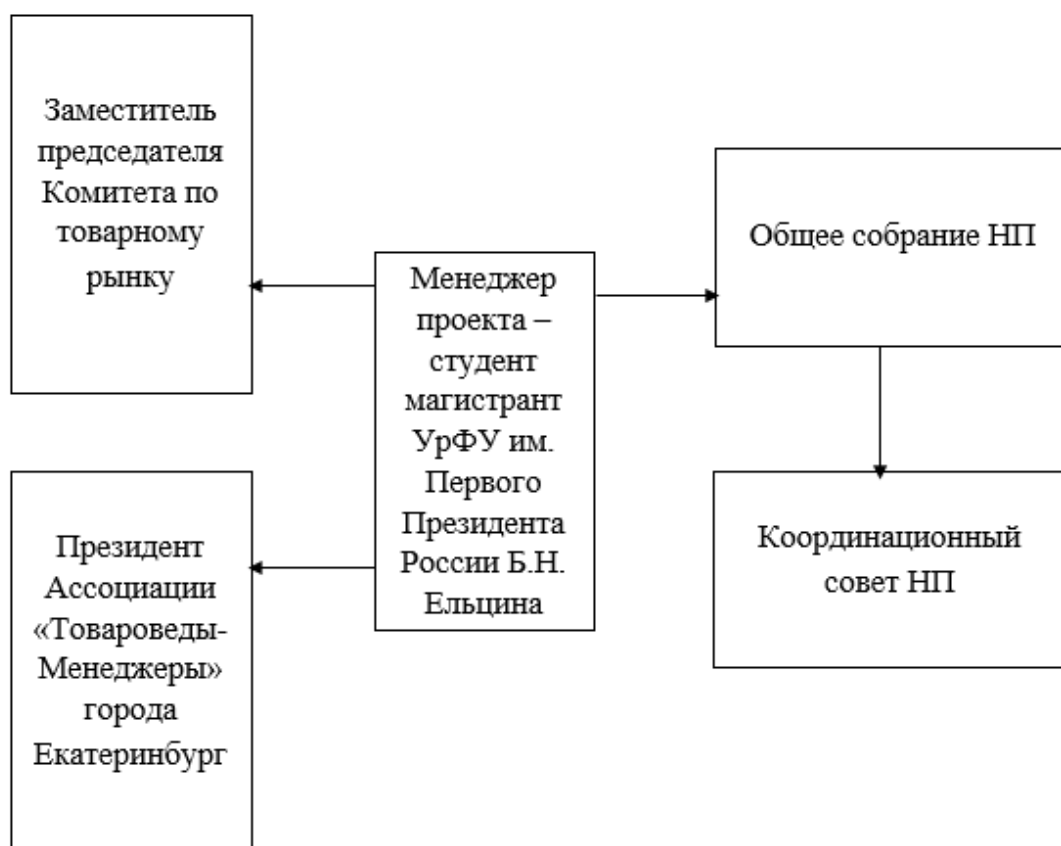 Заместитель
председателя
Комитета по
товарному
рынку
Президент
Ассоциации
«Товароведы-
Менеджеры»
города
Екатеринбург
Менеджер
проекта –
студент
магистрант
УрФУ им.
Первого
Президента
России Б.Н.
Ельцина
Общее собрание НП
Координационный
совет НП